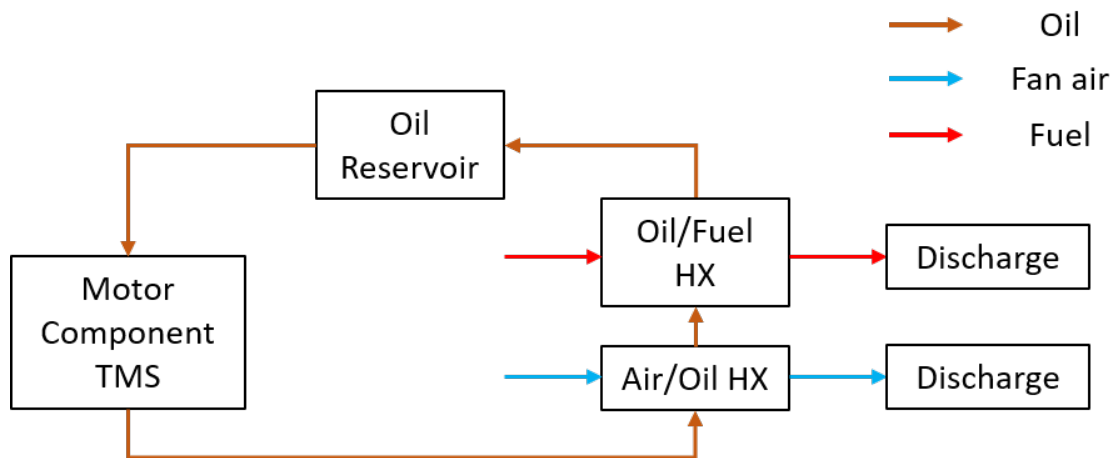 Oil
Fan air
Fuel
Oil
Reservoir
Oil/Fuel
HX
Discharge
Motor
Component
TMS
Air/Oil HX
Discharge